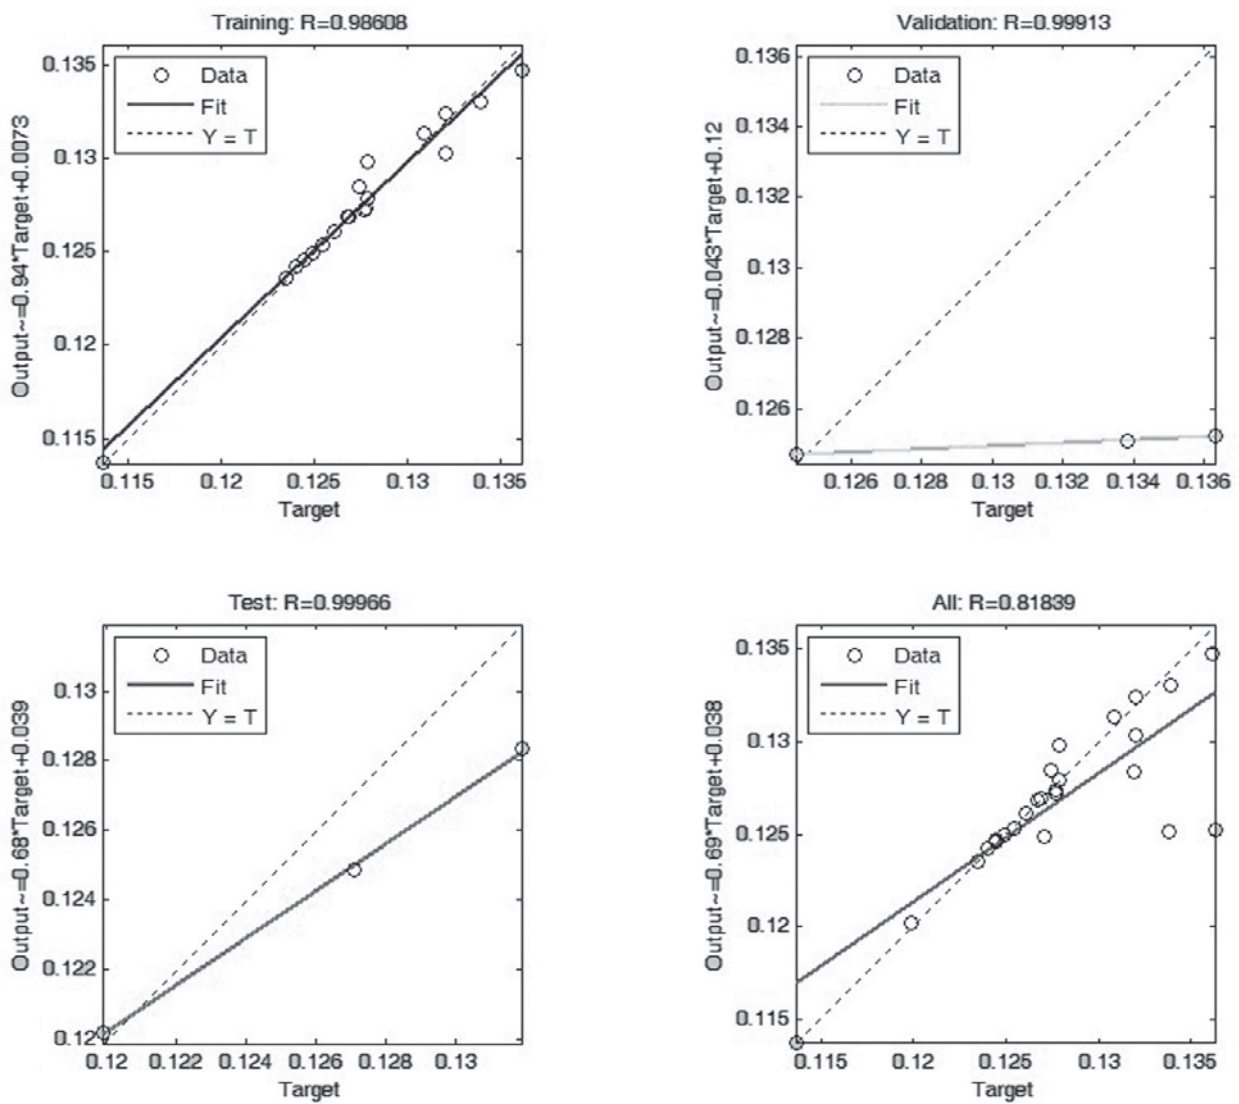 Training: R=0.98608
Output~=0.94*Target+0.0073
0.135
0.13
0.125
0.12
0.115
Data
Fit
Y = T
0.115 0.12 0.125 0.13 0.135
Target
Validation: R=0.99913
Output~=0.043*Target+0.12
0.136
0.134
0.132
0.13
0.128
0.126
Data
Fit
Y = T
0.126 0.128 0.13 0.132 0.134 0.136
Target
Test: R=0.99966
Output~=0.68*Target+0.039
0.13
0.128
0.126
0.124
0.122
0.12
Data
Fit
Y = T
0.12 0.122 0.124 0.126 0.128 0.13
Target
All: R=0.81839
Output~=0.69*Target+0.038
0.135
0.13
0.125
0.12
0.115
Data
Fit
Y = T
0.115 0.12 0.125 0.13 0.135
Target